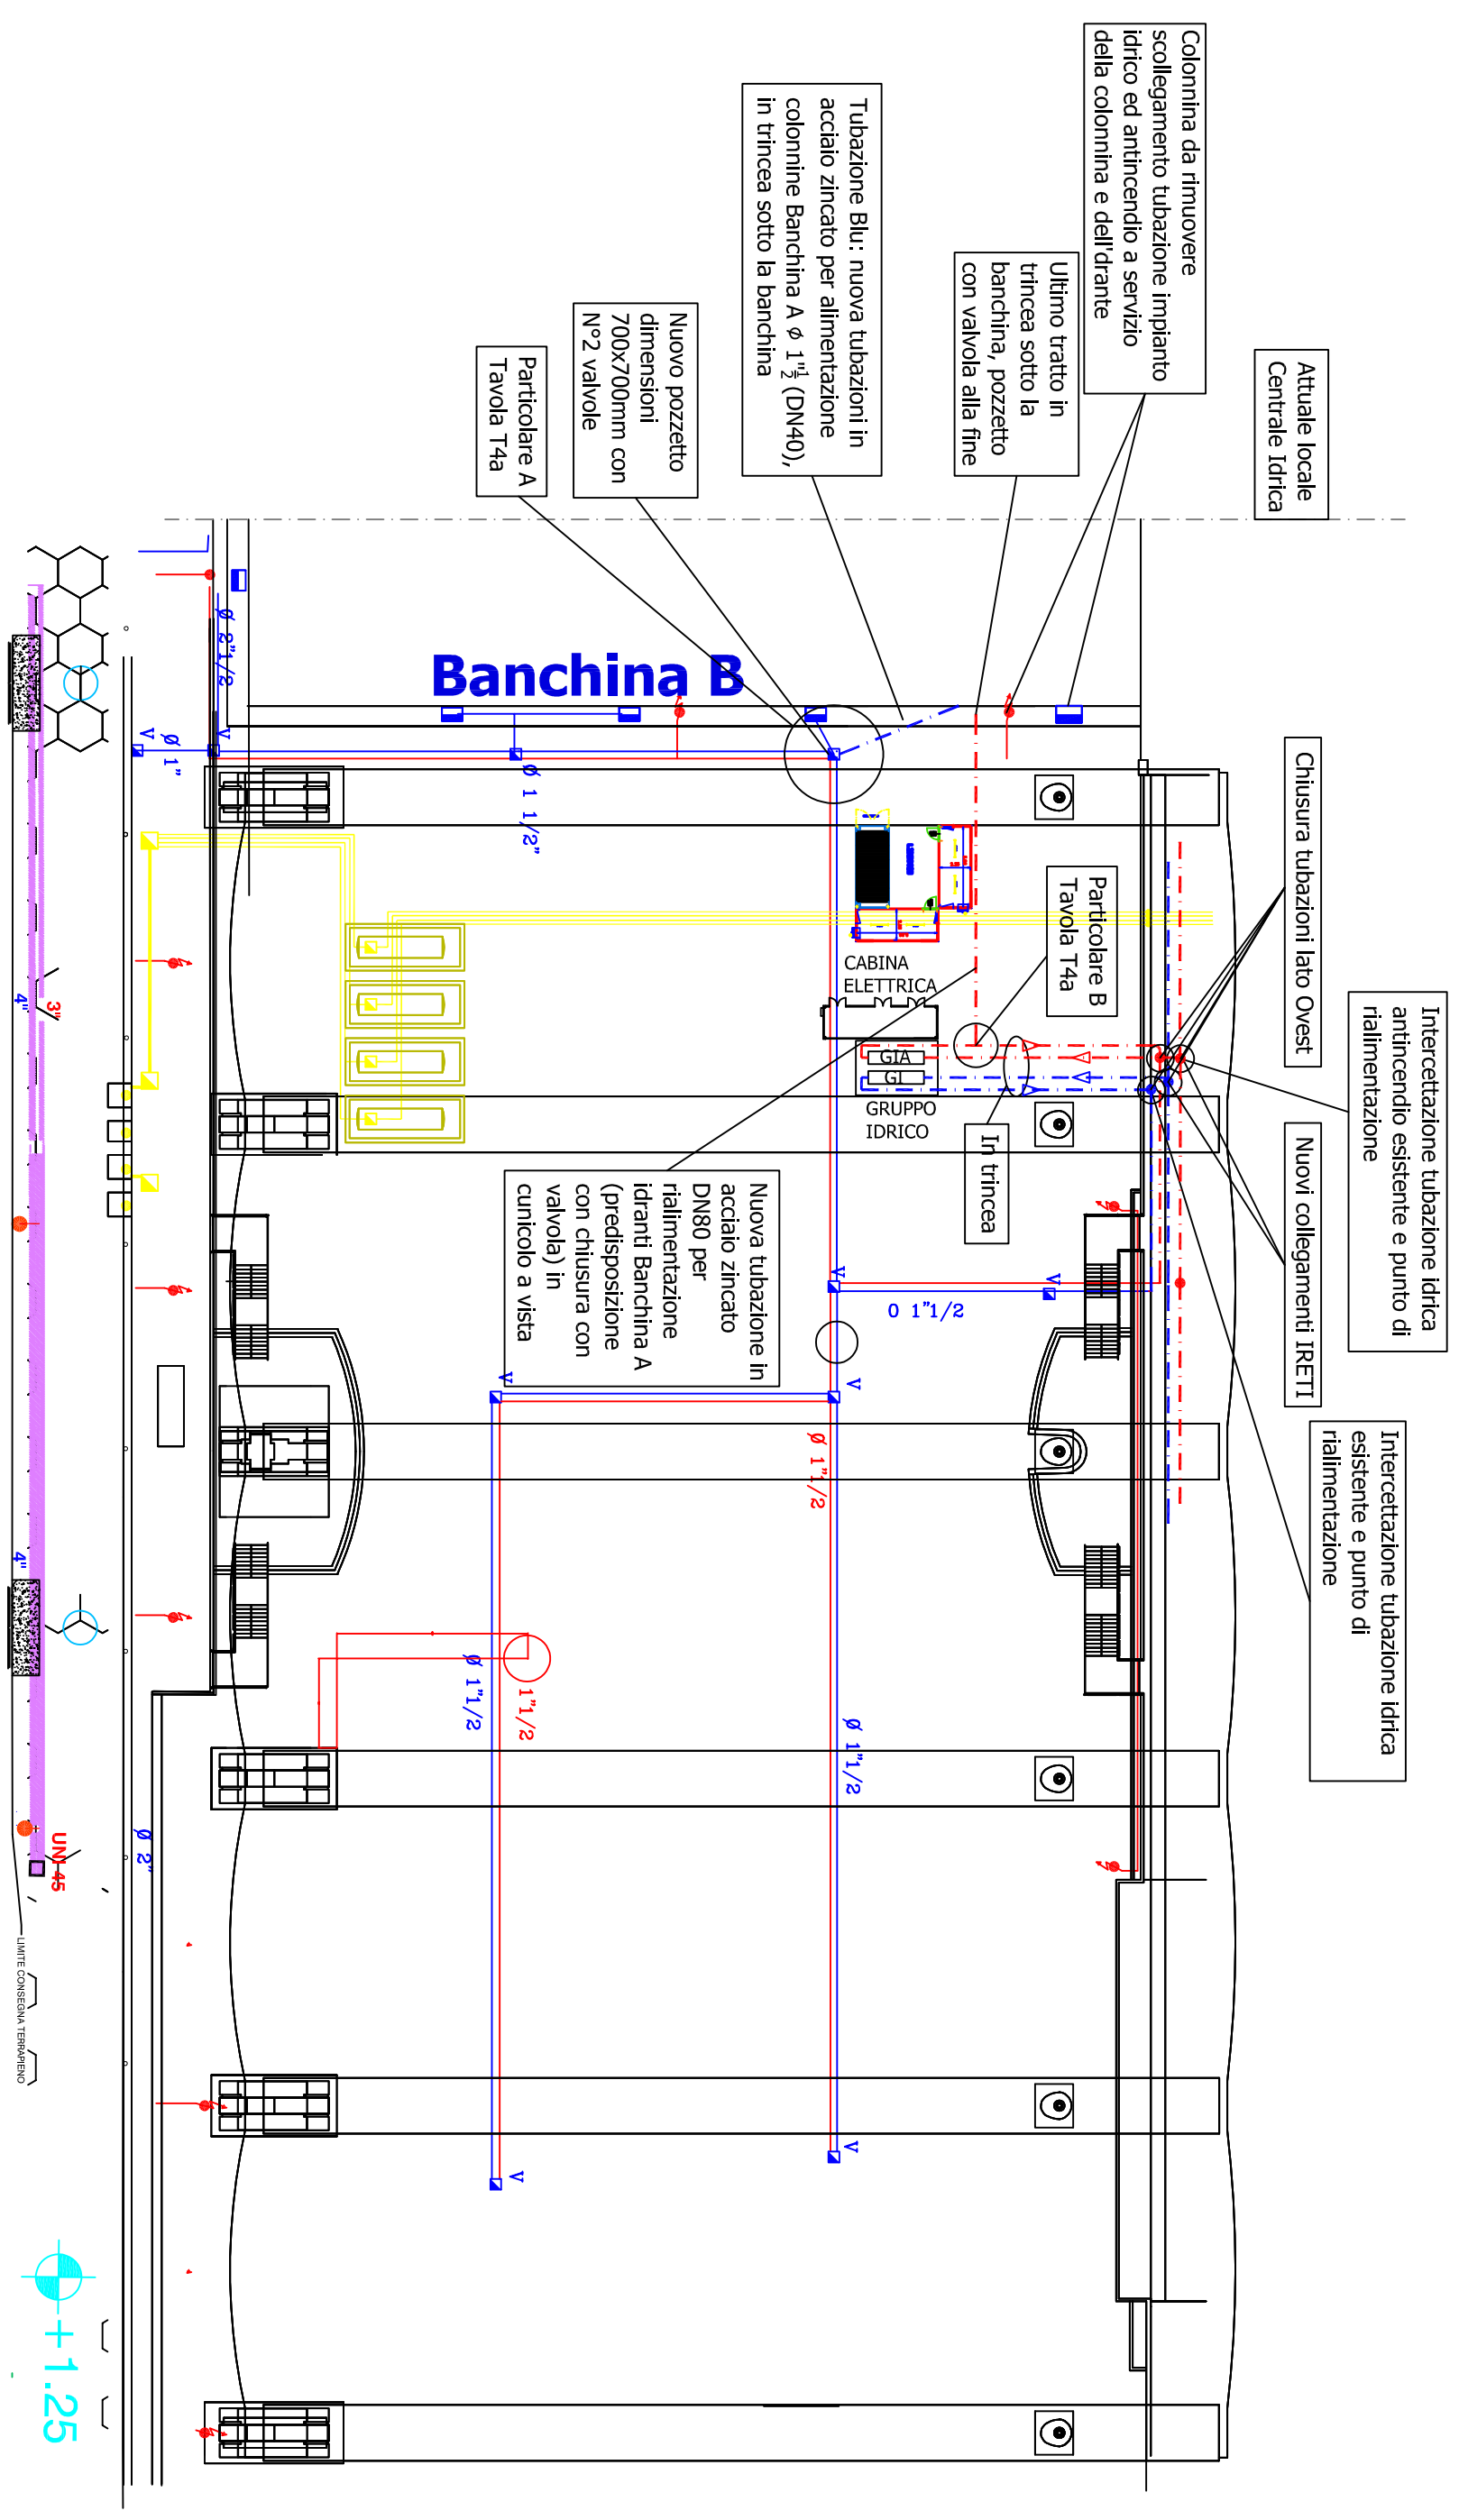 Colonnina da rimuovere
scollegamento tubazione impianto
idrico ed antincendio a servizio
della colonnina e dell'drante
Attuale locale
Centrale Idrica
Ultimo tratto in
trincea sotto la
banchina, pozzetto
con valvola alla fine
Tubazione Blu: nuova tubazioni in
acciaio zincato per alimentazione
colonnine Banchina A ϕ 1"½ (DN40),
in trincea sotto la banchina
Nuovo pozzetto
dimensioni
700x700mm con
N°2 valvole
Particolare A
Tavola T4a
Banchina B
Chiusura tubazioni lato Ovest
Intercettazione tubazione idrica
antincendio esistente e punto di
rialimentazione
Nuovi collegamenti IRETI
Intercettazione tubazione idrica
esistente e punto di
rialimentazione
Particolare B
Tavola T4a
CABINA
ELETTRICA
GIA
GI
GRUPPO
IDRICO
In trincea
Nuova tubazione in
acciaio zincato
DN80 per
rialimentazione
idranti Banchina A
(predisposizione
con chiusura con
valvola) in
cunicolo a vista
Ø 2"1/2
V
V
Ø 1"
Ø 1 1/2"
3"
4"
V
V
O 1"1/2
V
V
Ø 1"1/2
4"
Ø 1"1/2
1"1/2
Ø 1"1/2
Ø 2"
UNI 45
LIMITE CONSEGNA TERRAPIENO
V
V
+1.25